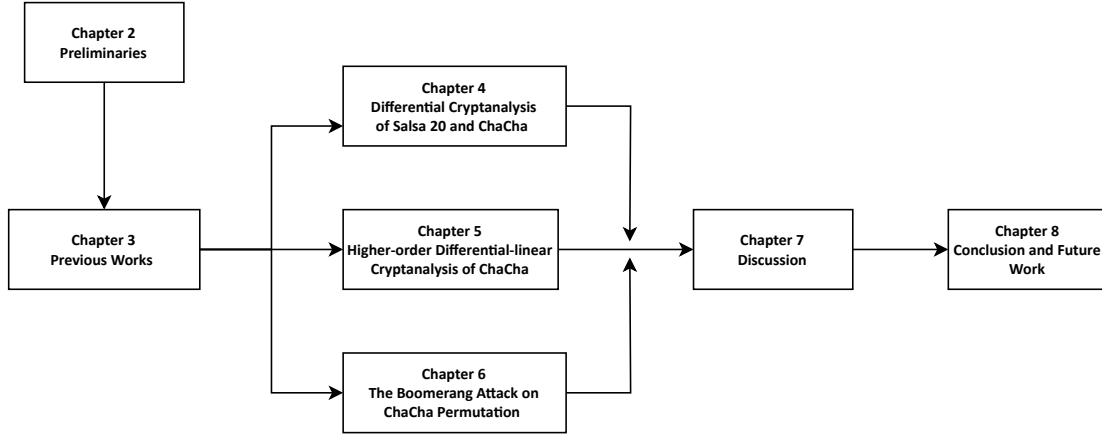 Chapter 2
Preliminaries
Chapter 3
Previous Works
Chapter 4
Differential Cryptanalysis
of Salsa 20 and ChaCha
Chapter 5
Higher-order Differential-linear
Cryptanalysis of ChaCha
Chapter 6
The Boomerang Attack on
ChaCha Permutation
Chapter 7
Discussion
Chapter 8
Conclusion and Future
Work